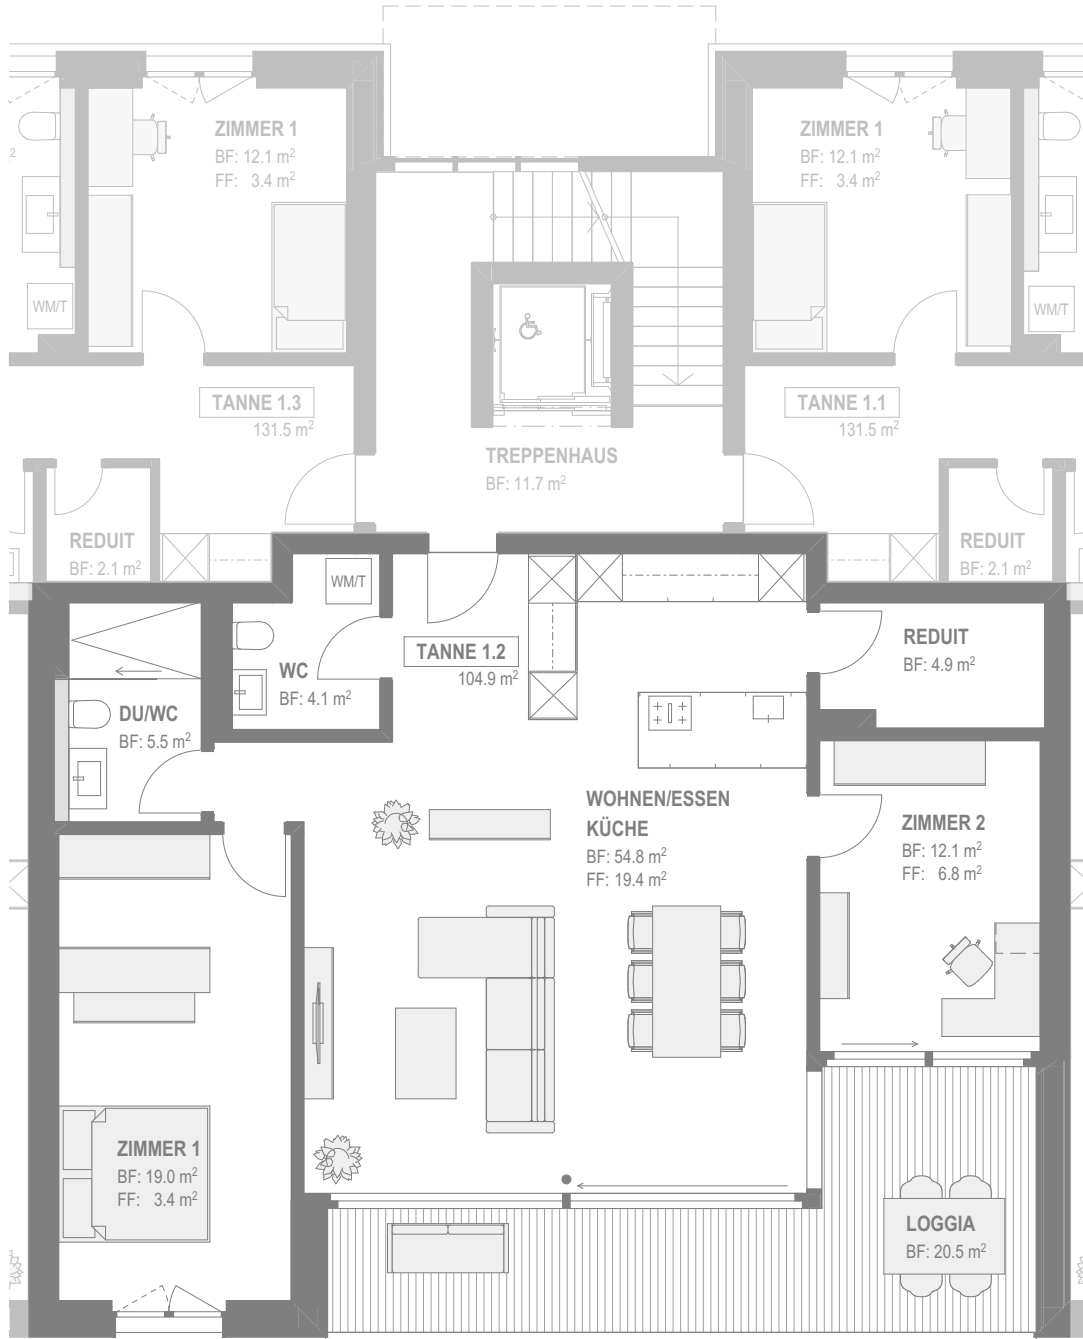 ZIMMER 1
BF: 12.1 m²
FF: 3.4 m²
ZIMMER 1
BF: 12.1 m²
FF: 3.4 m²
WM/T
WM/T
TANNE 1.3
131.5 m²
TANNE 1.1
131.5 m²
TREPPENHAUS
BF: 11.7 m²
REDUIT
BF: 2.1 m²
REDUIT
BF: 2.1 m²
WM/T
TANNE 1.2
104.9 m²
REDUIT
BF: 4.9 m²
WC
BF: 4.1 m²
DU/WC
BF: 5.5 m²
WOHNEN/ESSEN
KÜCHE
BF: 54.8 m²
FF: 19.4 m²
ZIMMER 2
BF: 12.1 m²
FF: 6.8 m²
ZIMMER 1
BF: 19.0 m²
FF: 3.4 m²
LOGGIA
BF: 20.5 m²